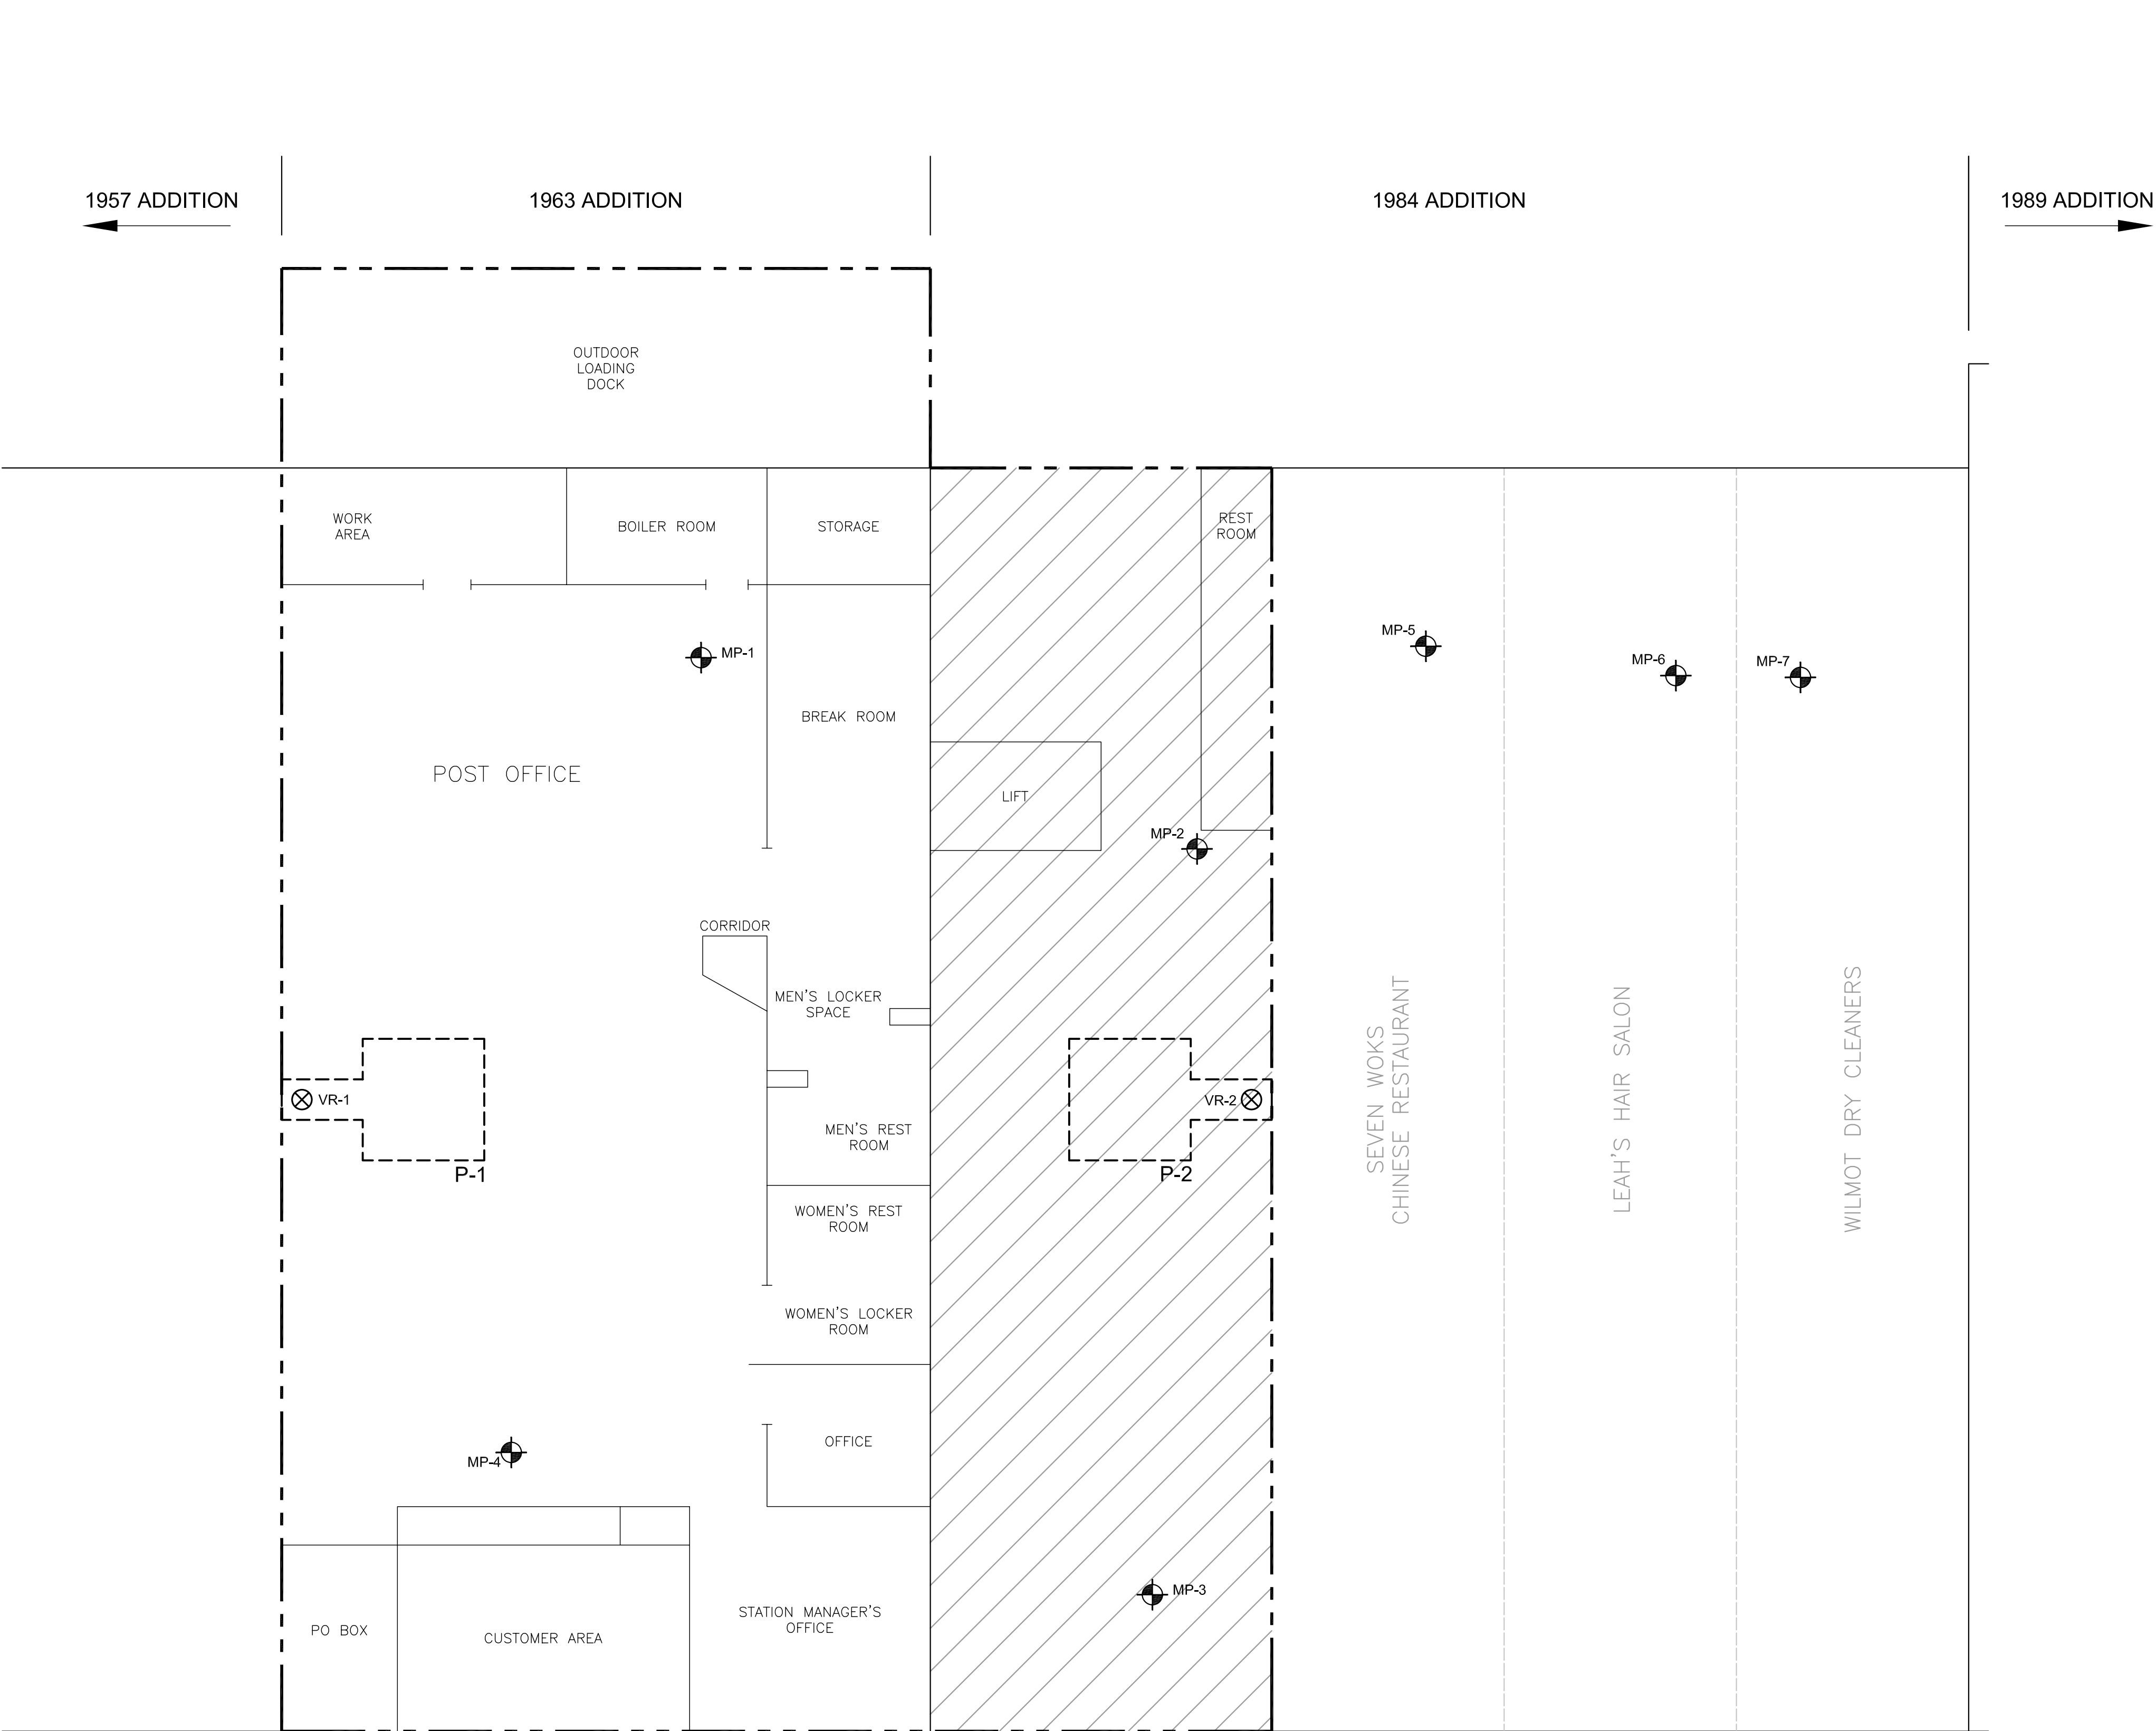 1957 ADDITION
1963 ADDITION
1984 ADDITION
1989 ADDITION
OUTDOOR
LOADING
DOCK
WORK
AREA
BOILER ROOM
STORAGE
REST
ROOM
MP-1
MP-5
MP-6
MP-7
BREAK ROOM
POST OFFICE
LIFT
MP-2
CORRIDOR
MEN'S LOCKER
SPACE
VR-1
P-1
MEN'S REST
ROOM
VR-2
P-2
SEVEN WOKS
CHINESE RESTAURANT
LEAH'S HAIR SALON
WILMOT DRY CLEANERS
WOMEN'S REST
ROOM
WOMEN'S LOCKER
ROOM
OFFICE
MP-4
MP-3
PO BOX
CUSTOMER AREA
STATION MANAGER'S
OFFICE